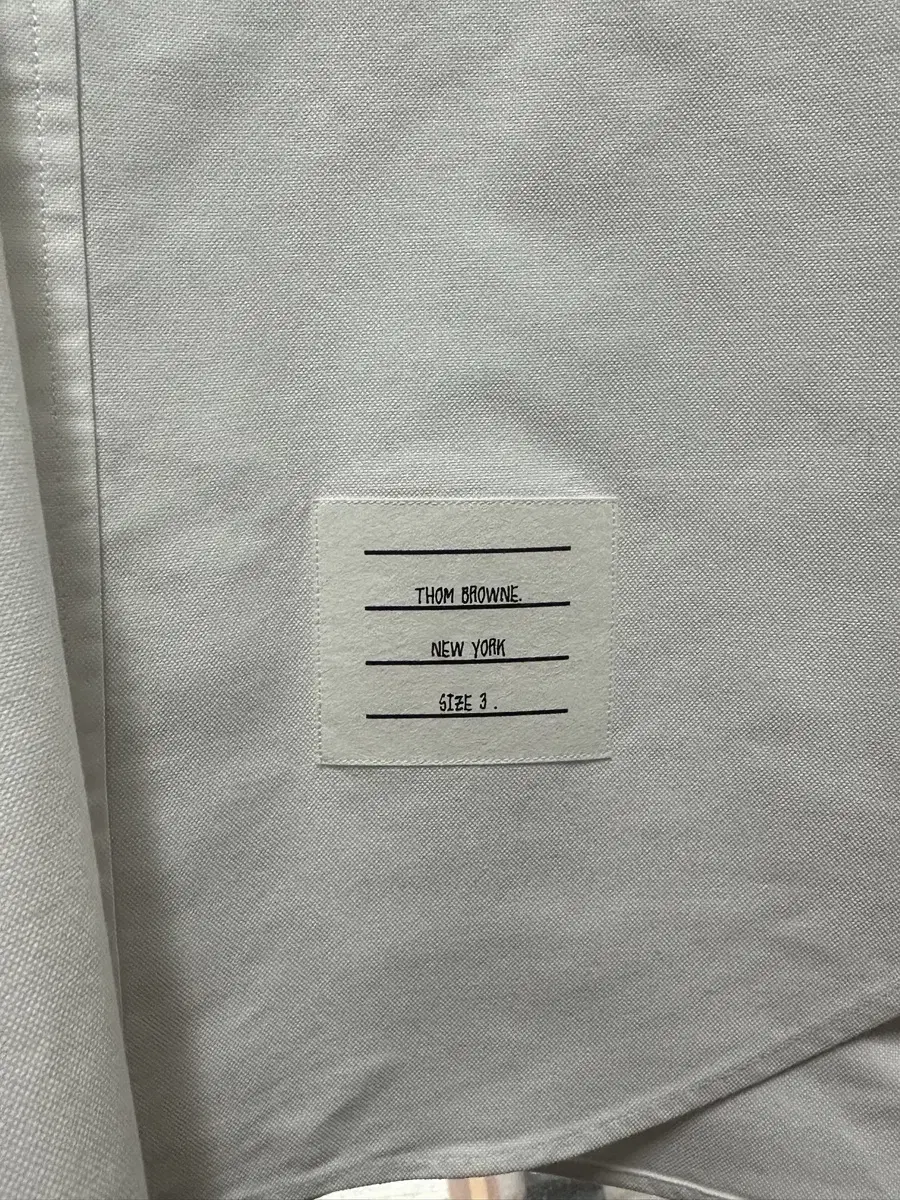 THOM BROWNE.
NEW YORK
SIZE 3 .